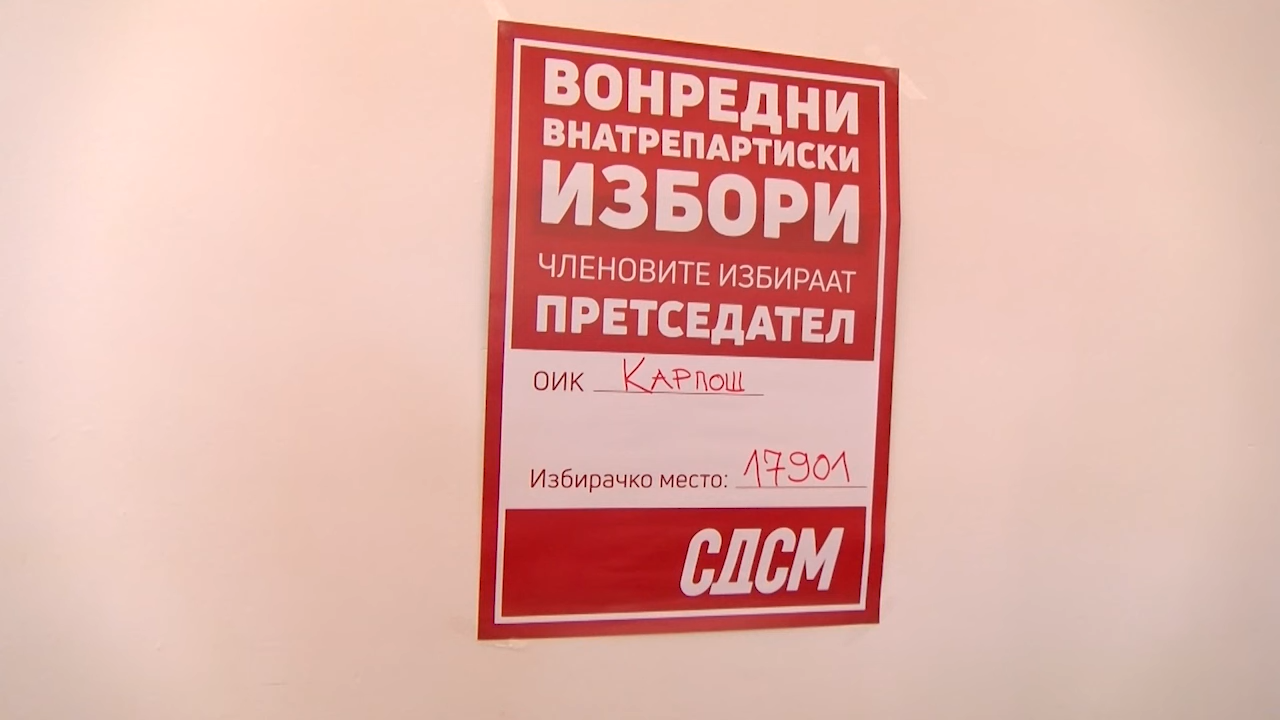 ВОНРЕДНИ
ВНАТРЕПАРТИСКИ
ИЗБОРИ
ЧЛЕНОВИТЕ ИЗБИРААТ
ПРЕТСЕДАТЕЛ
ОИК КАРПОШ
Избирачко место: 17901
СДСМ